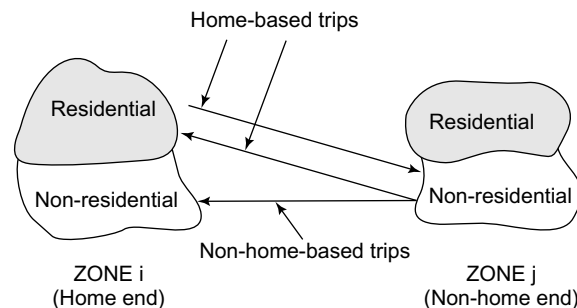 Home-based trips
Residential
Residential
Non-residential
Non-residential
Non-home-based trips
ZONE i
(Home end)
ZONE j
(Non-home end)